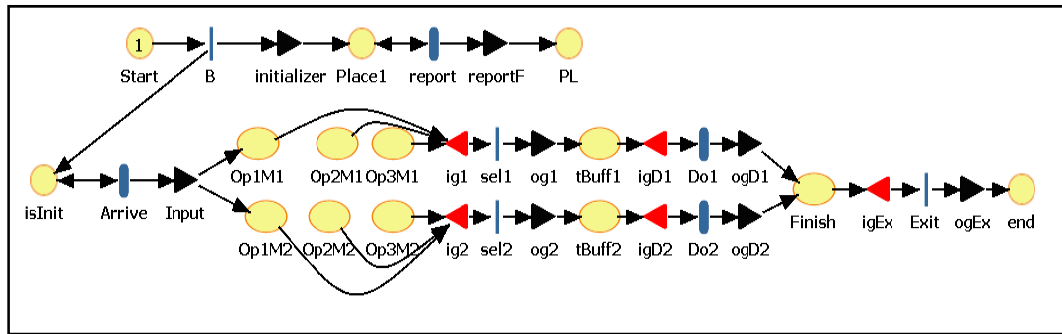 1
Start B initializer Place1 report reportF PL
Op1M1 Op2M1 Op3M1 ig1 sel1 og1 tBuff1 igD1 Do1 ogD1
isInit Arrive Input
Finish igEx Exit ogEx end
Op1M2 Op2M2 Op3M2 ig2 sel2 og2 tBuff2 igD2 Do2 ogD2